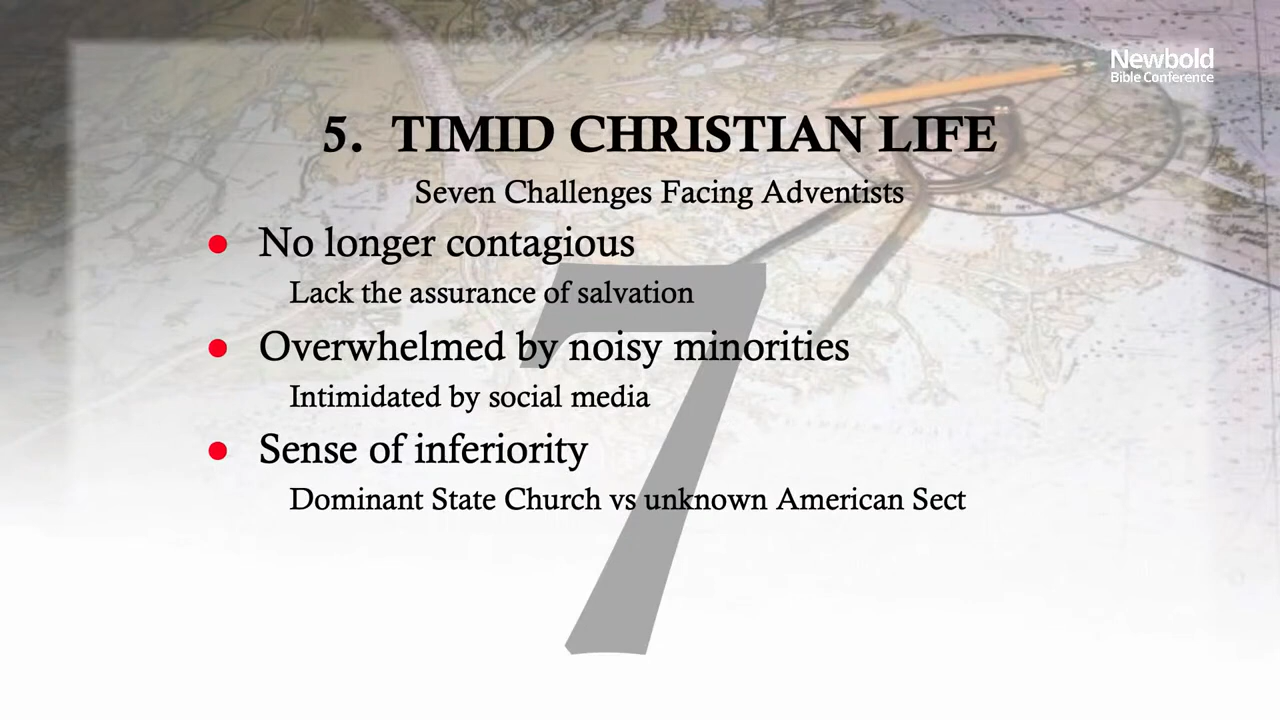 Newbold
Bible Conference
5. TIMID CHRISTIAN LIFE
Seven Challenges Facing Adventists
● No longer contagious
Lack the assurance of salvation
● Overwhelmed by noisy minorities
Intimidated by social media
● Sense of inferiority
Dominant State Church vs unknown American Sect
7